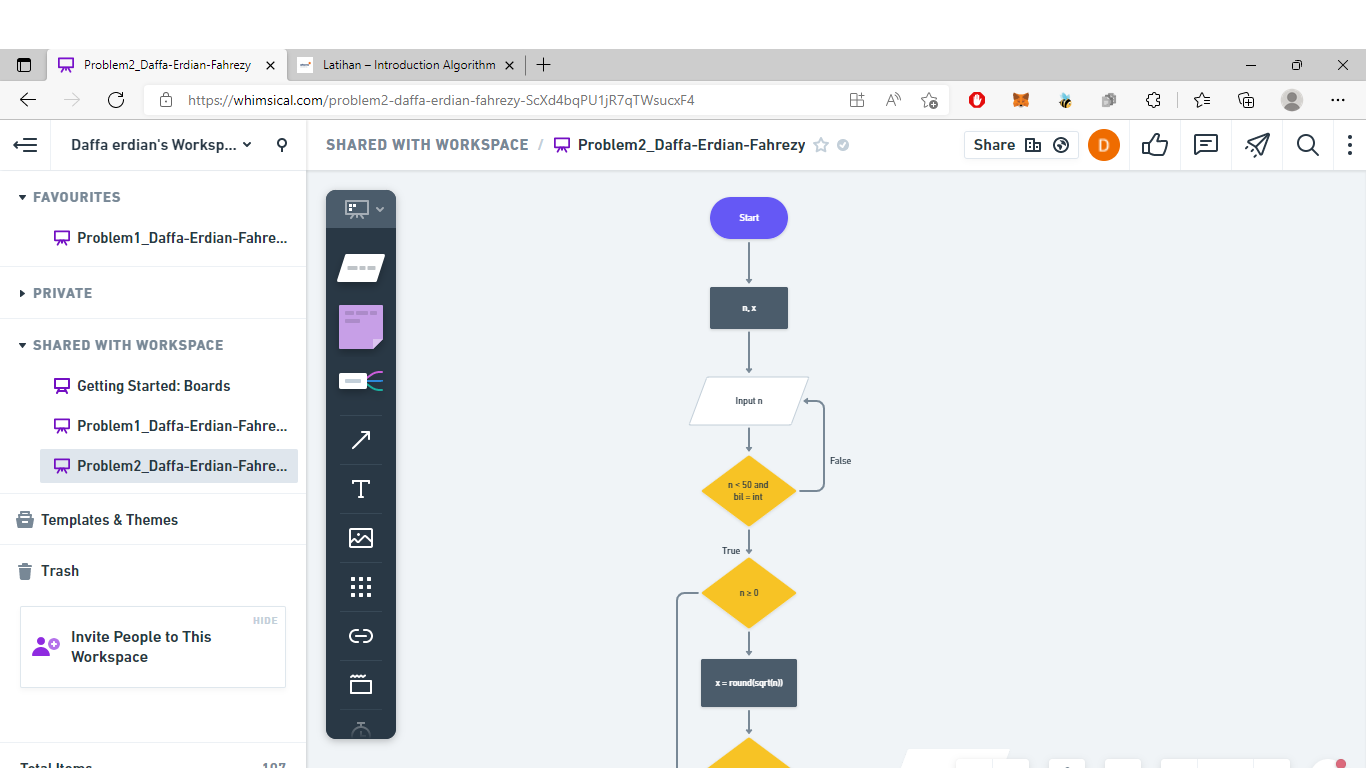 Problem2_Daffa-Erdian-Fahrezy
Latihan – Introduction Algorithm
https://whimsical.com/problem2-daffa-erdian-fahrezy-ScXd4bqPU1jR7qTWsucxF4
Daffa erdian's Worksp...
SHARED WITH WORKSPACE / Problem2_Daffa-Erdian-Fahrezy
Share
D
FAVOURITES
Problem1_Daffa-Erdian-Fahre...
PRIVATE
SHARED WITH WORKSPACE
Getting Started: Boards
Problem1_Daffa-Erdian-Fahre...
Problem2_Daffa-Erdian-Fahre...
Templates & Themes
Trash
HIDE
Invite People to This
Workspace
Total Items
T
Start
n, x
Input n
False
n < 50 and
bil = int
True
n ≥ 0
x = round(sqrt(n))